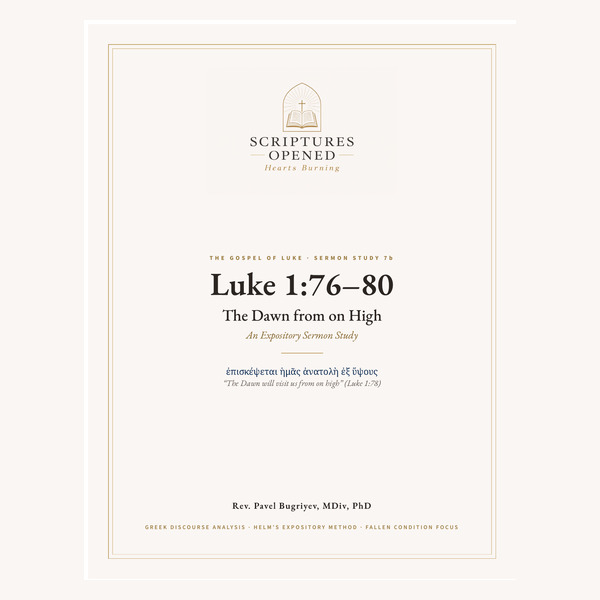 SCRIPTURES
OPENED
Hearts Burning
THE GOSPEL OF LUKE · SERMON STUDY 7b
Luke 1:76–80
The Dawn from on High
An Expository Sermon Study
ἐπισκέψεται ἡμᾶς ἀνατολὴ ἐξ ὕψους
“The Dawn will visit us from on high” (Luke 1:78)
Rev. Pavel Bugriyev, MDiv, PhD
GREEK DISCOURSE ANALYSIS · HELM'S EXPOSITORY METHOD · FALLEN CONDITION FOCUS